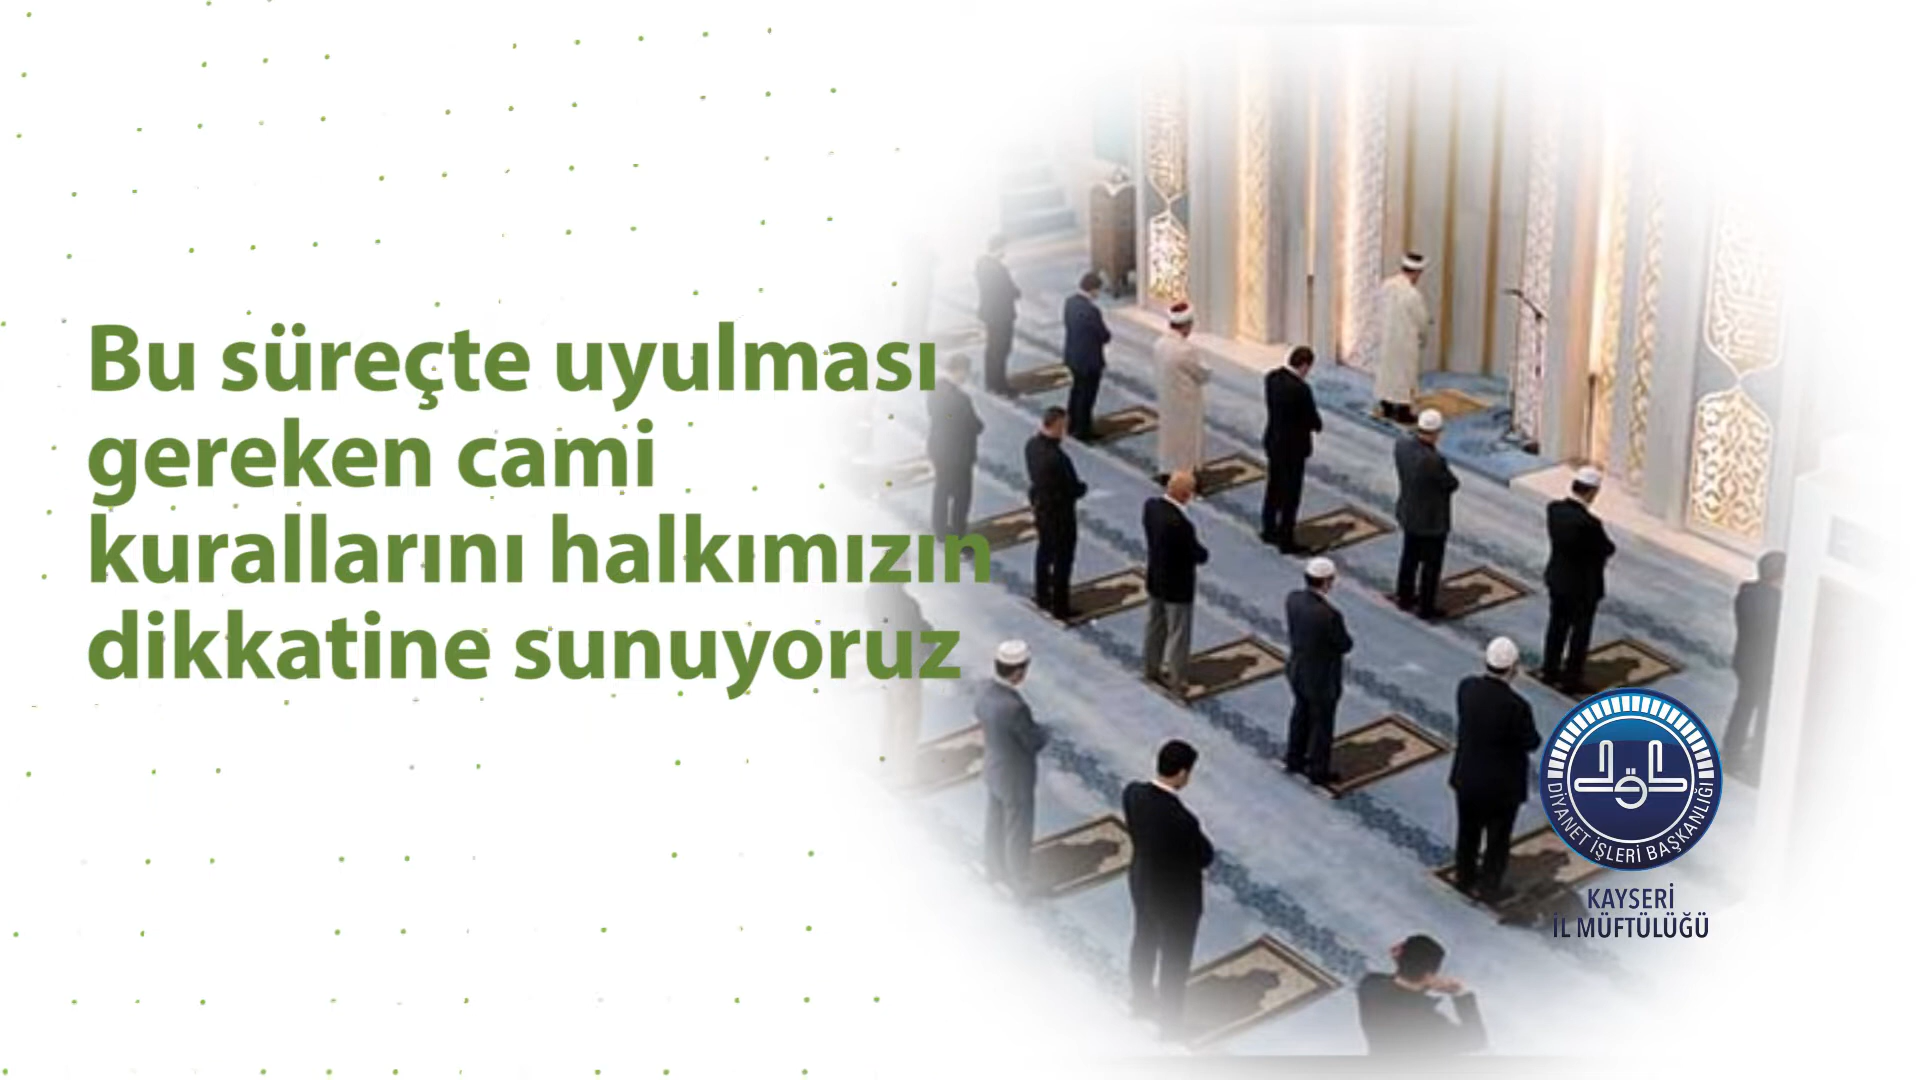 Bu süreçte uyulması
gereken cami
kurallarını halkımızın
dikkatine sunuyoruz
DİYANET İŞLERİ BAŞKANLIĞI
KAYSERİ
İL MÜFTÜLÜĞÜ